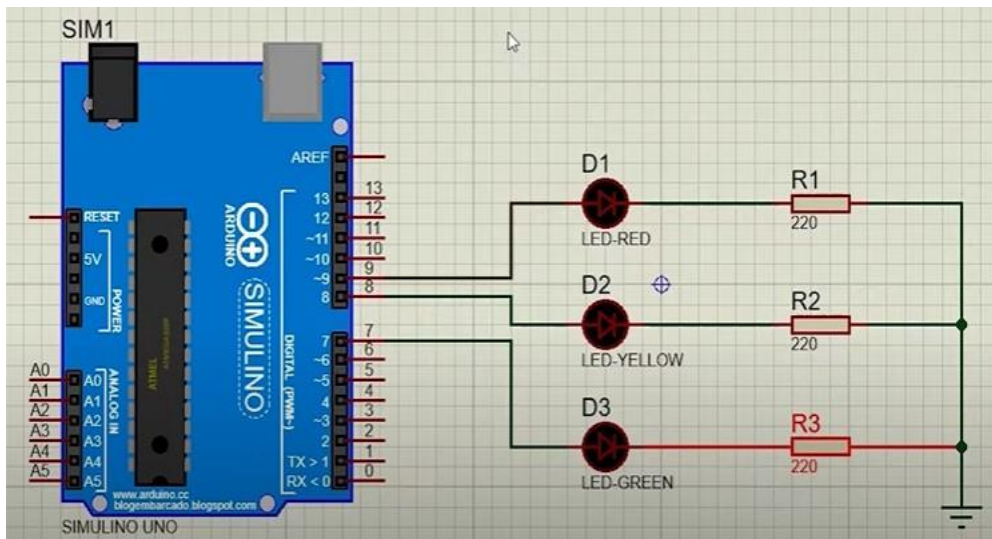 SIM1
AREF
13
13
12
12
~11
11
~10
10
~9
9
8
8
7
7
~6
6
~5
5
4
4
~3
3
2
2
TX > 1
1
RX < 0
0
RESET
5V
GND
POWER
A0
A0
A1
A1
A2
A2
A3
A3
A4
A4
A5
A5
ANALOG IN
ATMEL
ARDUINO
SIMULINO
DIGITAL (PWM~)
www.arduino.cc
blogembarcado.blogspot.com
SIMULINO UNO
D1
LED-RED
R1
220
D2
LED-YELLOW
R2
220
D3
LED-GREEN
R3
220